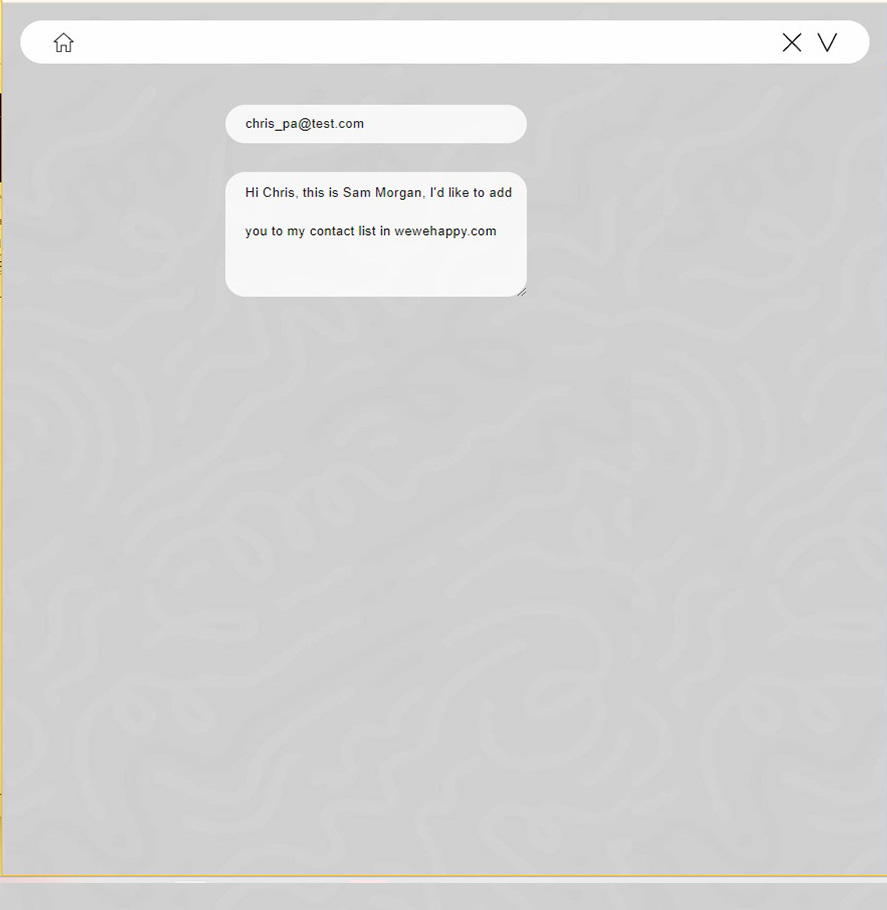 chris_pa@test.com
Hi Chris, this is Sam Morgan, I'd like to add
you to my contact list in wewehappy.com